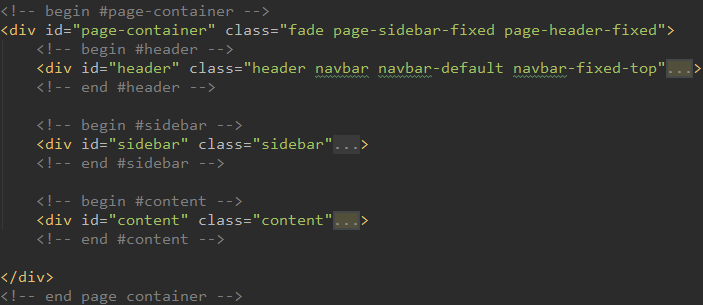 <!-- begin #page-container -->
<div id="page-container" class="fade page-sidebar-fixed page-header-fixed">
<!-- begin #header -->
<div id="header" class="header navbar navbar-default navbar-fixed-top"...>
<!-- end #header -->
<!-- begin #sidebar -->
<div id="sidebar" class="sidebar"...>
<!-- end #sidebar -->
<!-- begin #content -->
<div id="content" class="content"...>
<!-- end #content -->
</div>
<!-- end page container -->